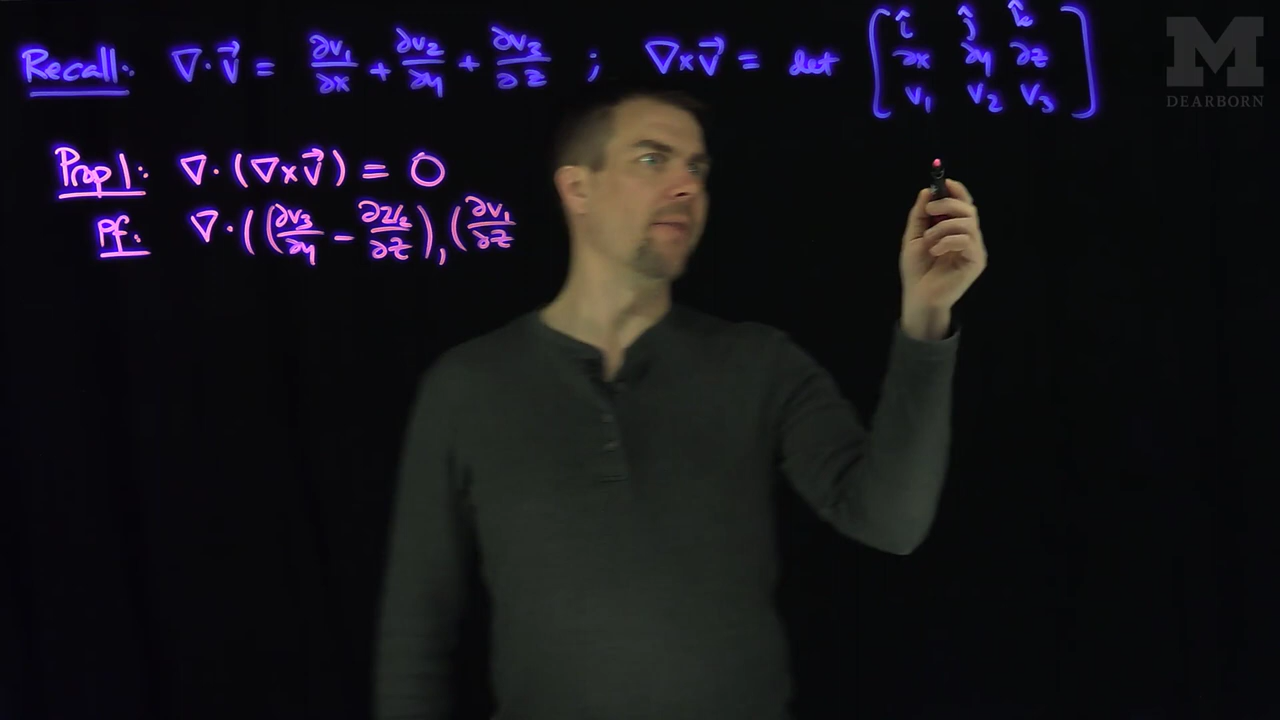 Recall: ∇·v⃗ = ∂v₁/∂x + ∂v₂/∂y + ∂v₃/∂z ; ∇×v⃗ = det [ î ĵ k̂
∂x ∂y ∂z
v₁ v₂ v₃ ]
M
DEARBORN
Prop 1: ∇·(∇×v⃗) = 0
Pf: ∇·((∂v₃/∂y − ∂v₂/∂z), (∂v₁/∂z